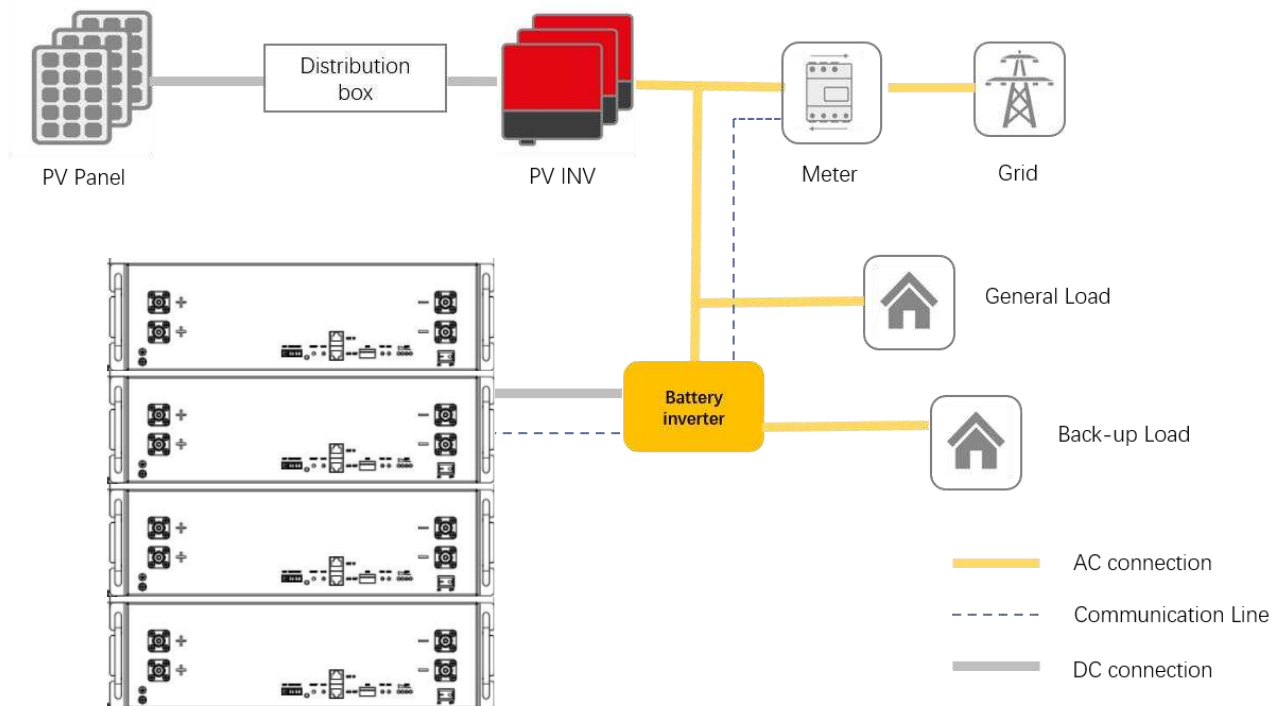 Distribution
box
PV Panel
PV INV
Meter
Grid
General Load
Battery
inverter
Back-up Load
AC connection
Communication Line
DC connection